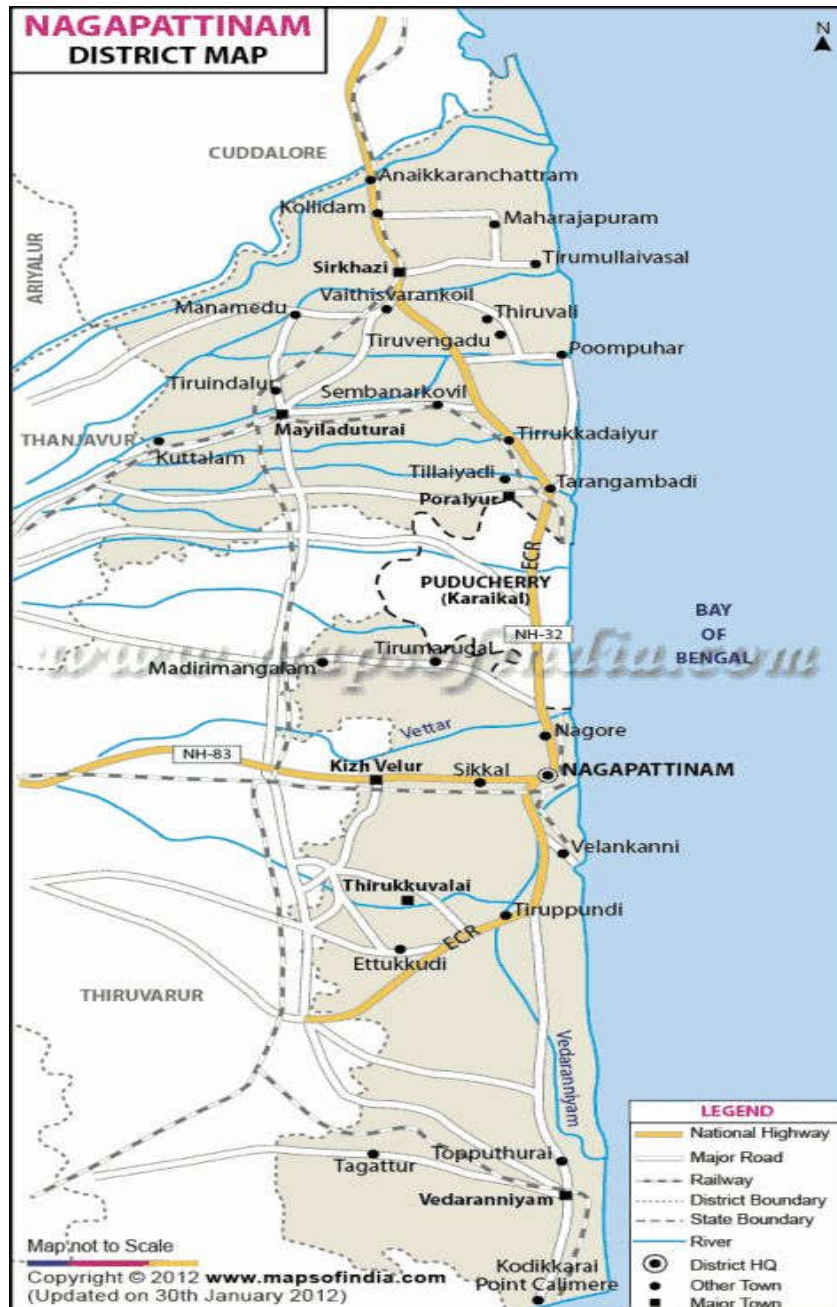 NAGAPATTINAM
DISTRICT MAP
N
CUDDALORE
Anaikkaranchattram
Kollidam
Maharajapuram
ARIYALUR
Sirkhazi
Tirumullaivasal
Manamedu
Vaithisvarankoil
Thiruvali
Tiruvengadu
Poompuhar
Tiruindalur
Sembanarkovil
THANJAVUR
Mayiladuturai
Tirrukkadaiyur
Kuttalam
Tillaiyadi
Tarangambadi
Poraiyur
ECR
PUDUCHERRY
(Karaikal)
BAY
OF
BENGAL
NH-32
www.mapsofindia.com
Madirimangalam
Tirumarudal
Vettar
Nagore
NH-83
Kizh Velur
Sikkal
NAGAPATTINAM
Velankanni
Thirukkuvalai
Tiruppundi
ECR
Ettukkudi
THIRUVARUR
Vedaranniyam
Topputhurai
Tagattur
Vedaranniyam
Kodikkarai
Point Calimere
Map not to Scale
Copyright © 2012 www.mapsofindia.com
(Updated on 30th January 2012)
LEGEND
National Highway
Major Road
Railway
District Boundary
State Boundary
River
District HQ
Other Town
Major Town